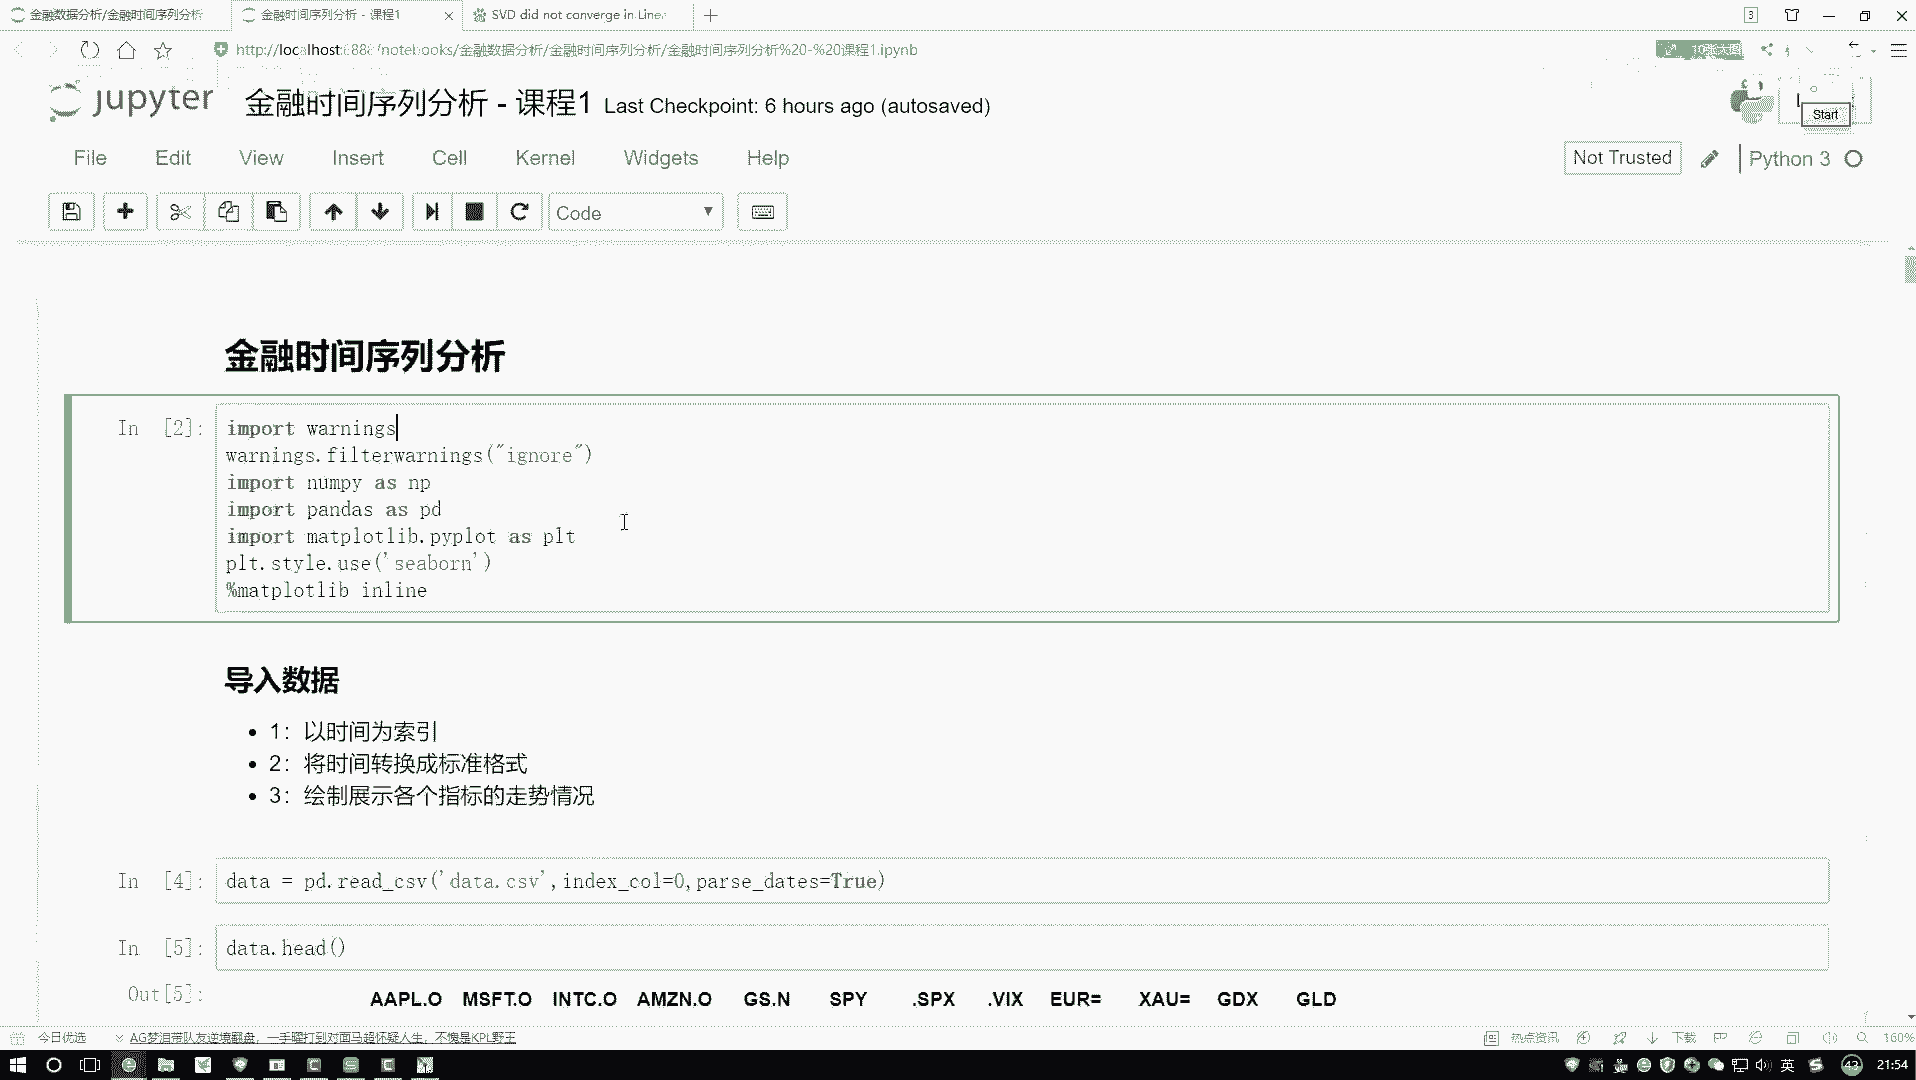 金融数据分析/金融时间序列分析
金融时间序列分析 - 课程1
SVD did not converge in Linea
3
http://localhost:8888/notebooks/金融数据分析/金融时间序列分析/金融时间序列分析%20-%20课程1.ipynb
jupyter
金融时间序列分析 - 课程1 Last Checkpoint: 6 hours ago (autosaved)
Start
File Edit View Insert Cell Kernel Widgets Help
Not Trusted
Python 3
Code
金融时间序列分析
In [2]: import warnings
warnings.filterwarnings("ignore")
import numpy as np
import pandas as pd
import matplotlib.pyplot as plt
plt.style.use('seaborn')
%matplotlib inline
导入数据
• 1：以时间为索引
• 2：将时间转换成标准格式
• 3：绘制展示各个指标的走势情况
In [4]: data = pd.read_csv('data.csv',index_col=0,parse_dates=True)
In [5]: data.head()
Out[5]: AAPL.O MSFT.O INTC.O AMZN.O GS.N SPY .SPX .VIX EUR= XAU= GDX GLD
今日优选 AG梦泪带队友逆境翻盘，一手曜打到对面马超怀疑人生，不愧是KPL野王 热点资讯 下载 160%
英 43 21:54